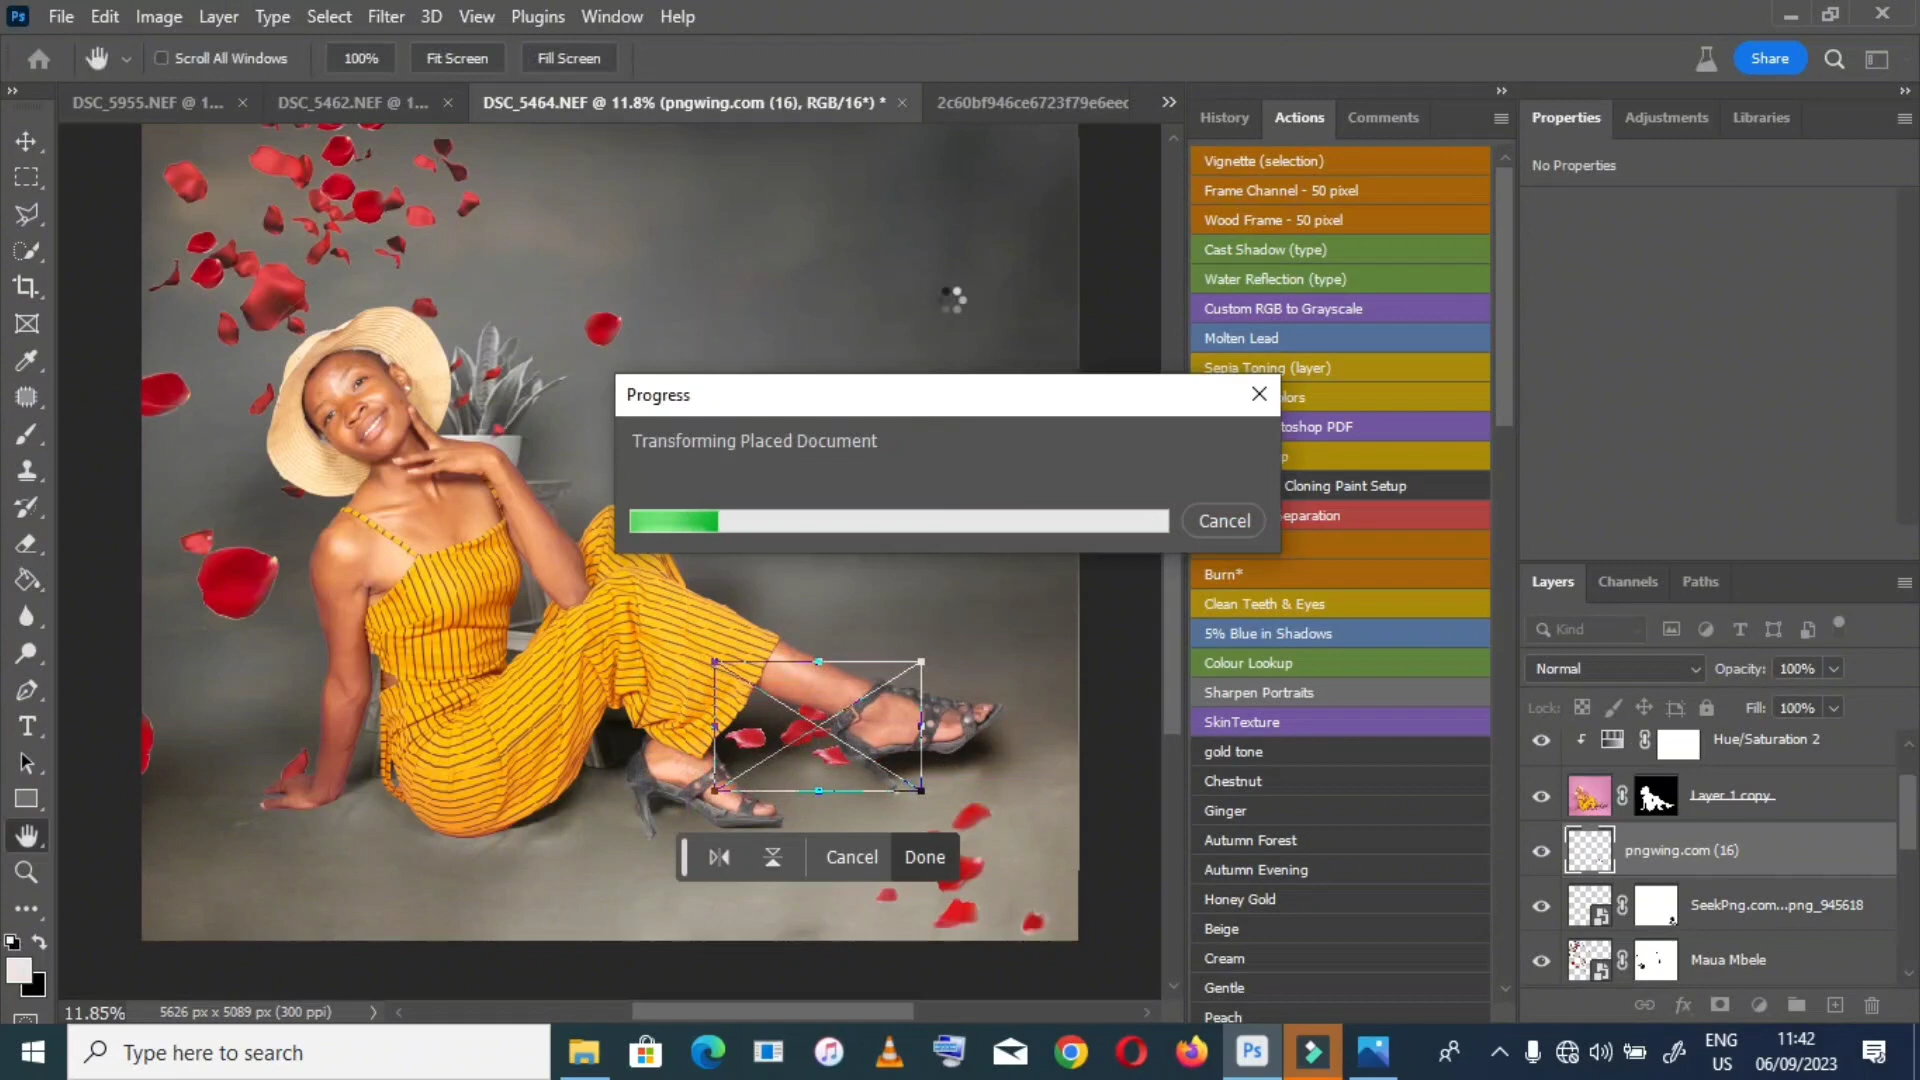 Ps File Edit Image Layer Type Select Filter 3D View Plugins Window Help
Scroll All Windows 100% Fit Screen Fill Screen Share
DSC_5955.NEF @ 1... × DSC_5462.NEF @ 1... × DSC_5464.NEF @ 11.8% (pngwing.com (16), RGB/16*) * × 2c60bf946ce6723f79e6eec
History Actions Comments
Properties Adjustments Libraries
No Properties
Vignette (selection)
Frame Channel - 50 pixel
Wood Frame - 50 pixel
Cast Shadow (type)
Water Reflection (type)
Custom RGB to Grayscale
Molten Lead
Sepia Toning (layer)
Progress
Transforming Placed Document
Cancel
Cloning Paint Setup
Burn*
Clean Teeth & Eyes
5% Blue in Shadows
Colour Lookup
Sharpen Portraits
SkinTexture
gold tone
Chestnut
Ginger
Autumn Forest
Autumn Evening
Honey Gold
Beige
Cream
Gentle
Peach
Cancel Done
Layers Channels Paths
Kind
Normal Opacity: 100%
Lock: Fill: 100%
Hue/Saturation 2
Layer 1 copy
pngwing.com (16)
SeekPng.com...png_945618
Maua Mbele
fx
11.85% 5626 px x 5089 px (300 ppi)
Type here to search
Ps
ENG
US
11:42
06/09/2023